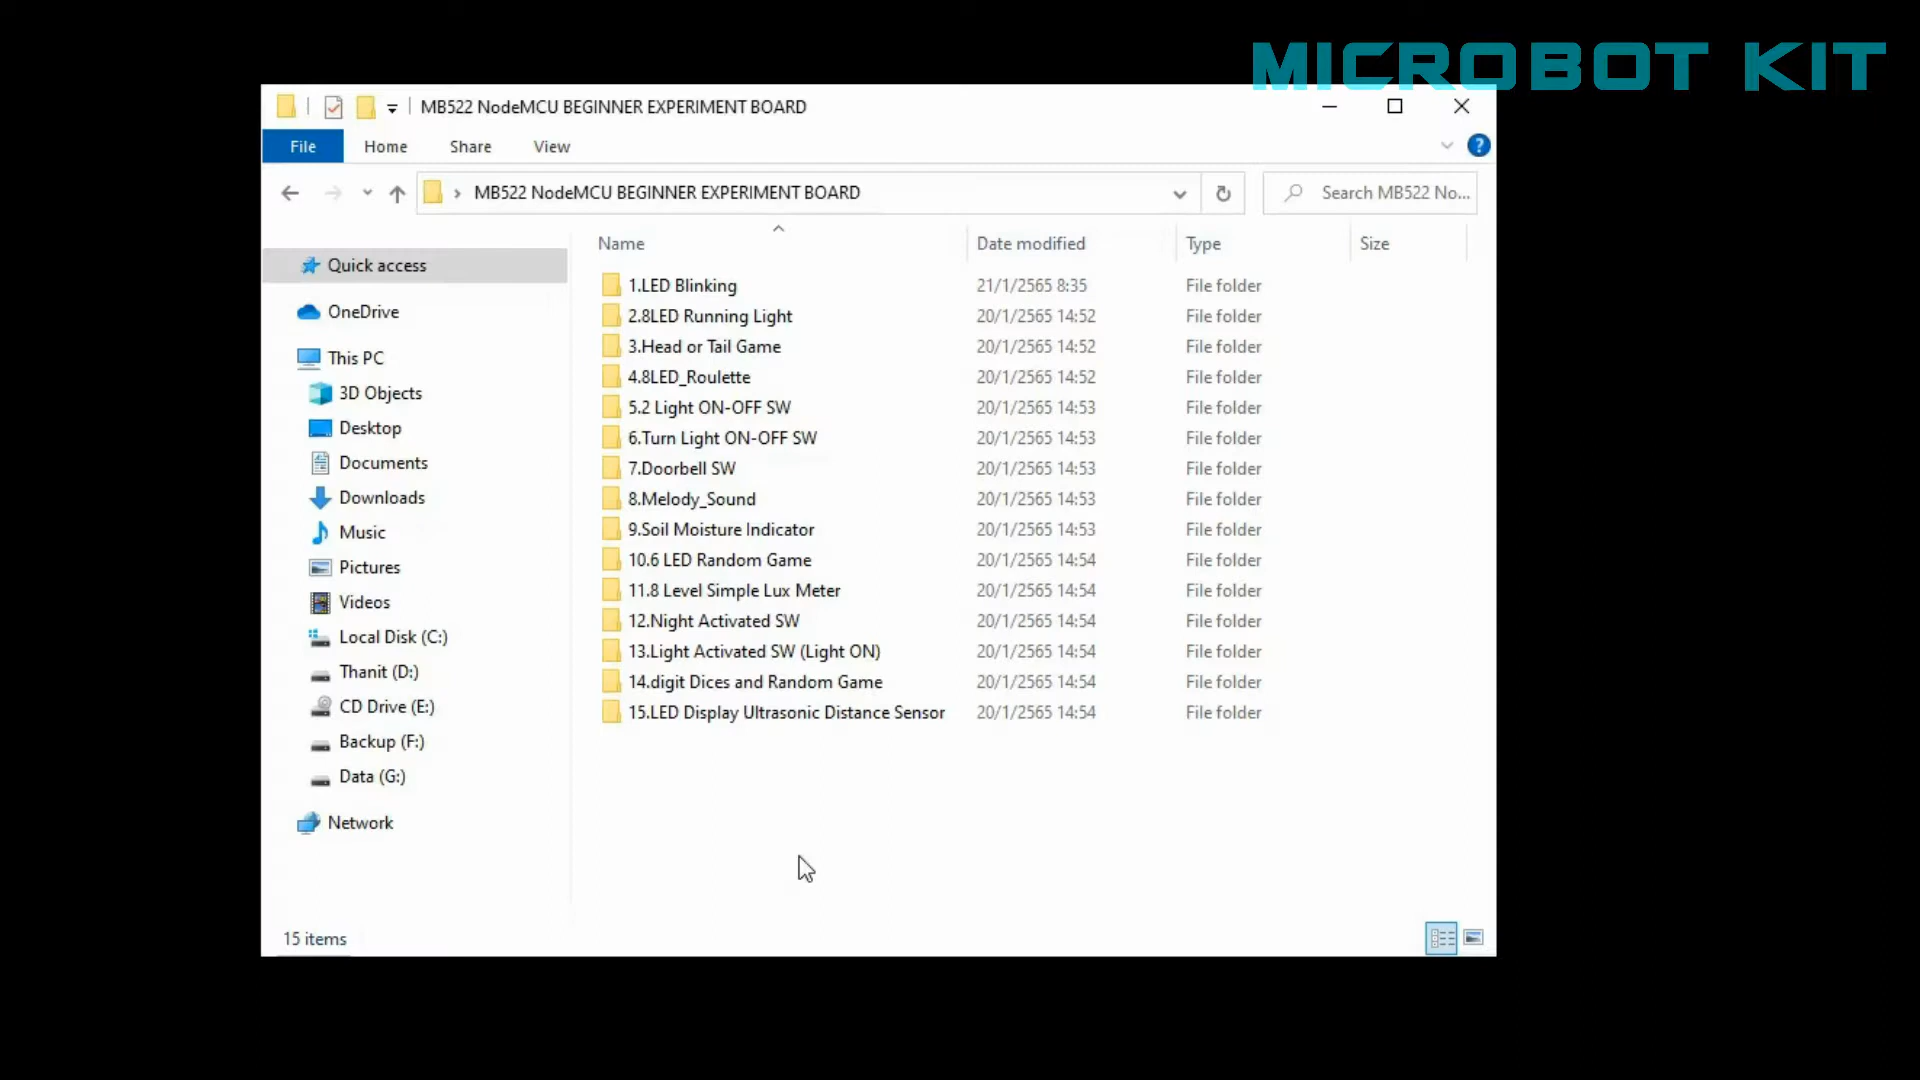 MICROBOT KIT
MB522 NodeMCU BEGINNER EXPERIMENT BOARD
File Home Share View
MB522 NodeMCU BEGINNER EXPERIMENT BOARD
Search MB522 No...
Name Date modified Type Size
Quick access
OneDrive
This PC
3D Objects
Desktop
Documents
Downloads
Music
Pictures
Videos
Local Disk (C:)
Thanit (D:)
CD Drive (E:)
Backup (F:)
Data (G:)
Network
1.LED Blinking 21/1/2565 8:35 File folder
2.8LED Running Light 20/1/2565 14:52 File folder
3.Head or Tail Game 20/1/2565 14:52 File folder
4.8LED_Roulette 20/1/2565 14:52 File folder
5.2 Light ON-OFF SW 20/1/2565 14:53 File folder
6.Turn Light ON-OFF SW 20/1/2565 14:53 File folder
7.Doorbell SW 20/1/2565 14:53 File folder
8.Melody_Sound 20/1/2565 14:53 File folder
9.Soil Moisture Indicator 20/1/2565 14:53 File folder
10.6 LED Random Game 20/1/2565 14:54 File folder
11.8 Level Simple Lux Meter 20/1/2565 14:54 File folder
12.Night Activated SW 20/1/2565 14:54 File folder
13.Light Activated SW (Light ON) 20/1/2565 14:54 File folder
14.digit Dices and Random Game 20/1/2565 14:54 File folder
15.LED Display Ultrasonic Distance Sensor 20/1/2565 14:54 File folder
15 items